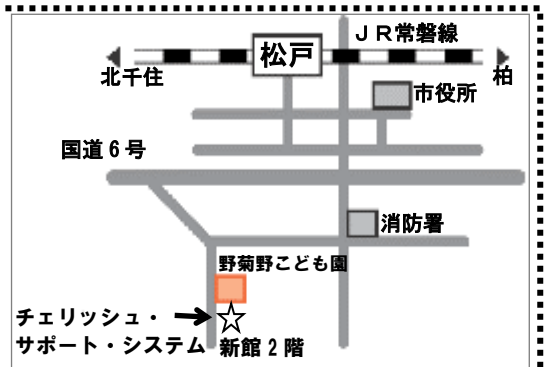 ＪＲ常磐線
松戸
北千住
柏
市役所
国道６号
消防署
野菊野こども園
チェリッシュ・
サポート・システム
新館２階